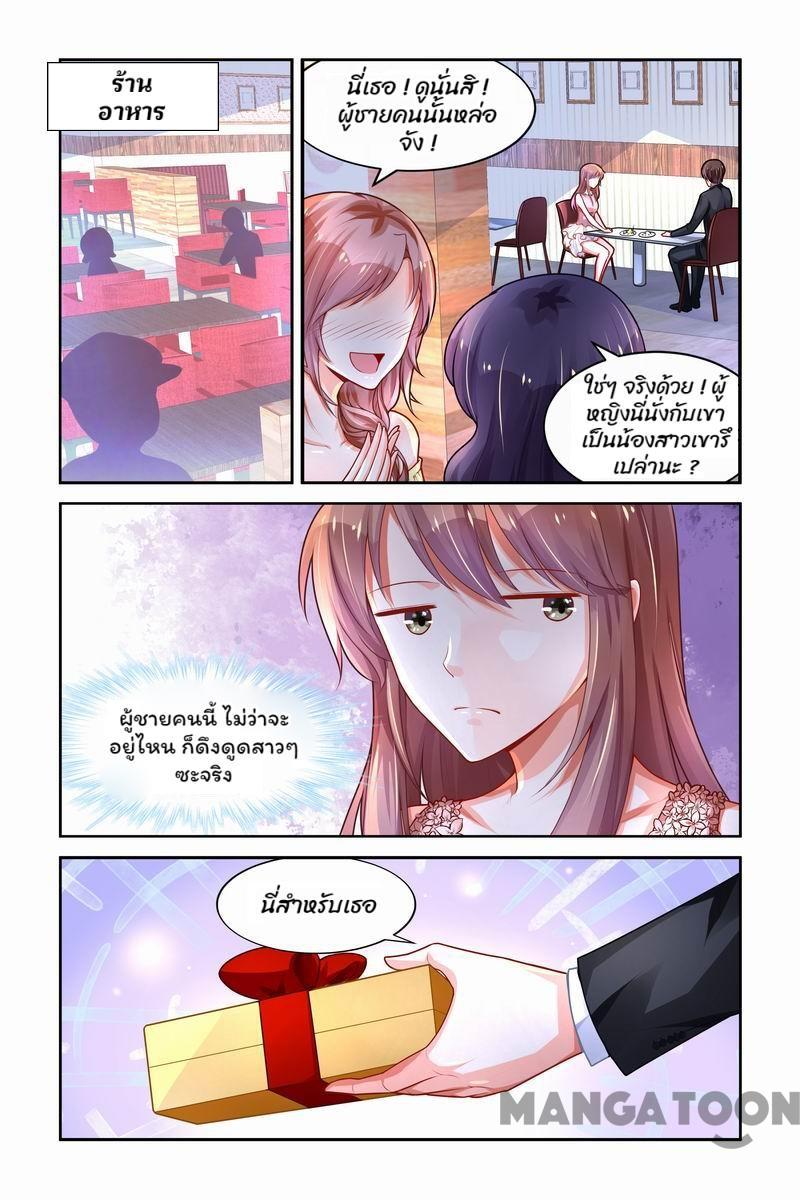 ร้าน
อาหาร
นี่เธอ ! ดูนั่นสิ !
ผู้ชายคนนั้นหล่อ
จัง !
ใช่ๆ จริงด้วย ! ผู้
หญิงนี่นั่งกับเขา
เป็นน้องสาวเขารึ
เปล่านะ ?
ผู้ชายคนนี้ ไม่ว่าจะ
อยู่ไหน ก็ดึงดูดสาวๆ
ซะจริง
นี่สำหรับเธอ
MANGATOON